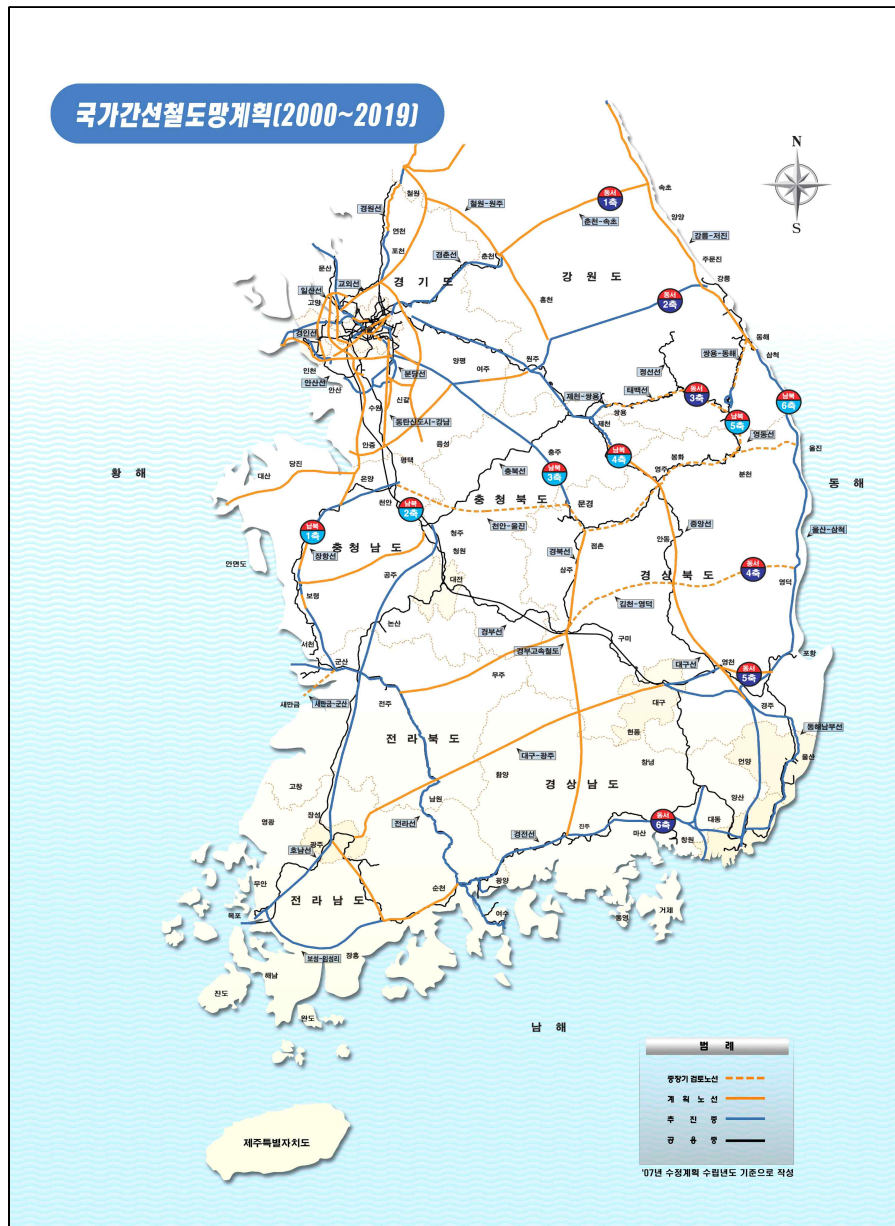 국가간선철도망계획(2000~2019)
N
S
동서
1축
속초
철원
경원선
철원-원주
춘천-속초
양양
강릉-저진
연천
포천
경춘선
춘천
주문진
문산
교외선
경기도
강원도
강릉
일산선
고양
동서
2축
홍천
경인선
동해
쌍용-동해
삼척
양평
원주
정선선
인천
분당선
여주
안산선
안산
신갈
제천-쌍용
태백선
동서
3축
남북
6축
수원
쌍용
동탄신도시-강남
제천
남북
5축
안중
음성
영동선
평택
충주
남북
4축
봉화
울진
황해
당진
대산
충북선
남북
3축
영주
분천
동해
온양
충청북도
천안
남북
2축
문경
천안-울진
중앙선
남북
1축
청주
울산-삼척
장항선
충청남도
청원
경북선
점촌
안동
안면도
공주
대전
상주
경상북도
동서
4축
영덕
보령
김천-영덕
논산
경부선
구미
서천
경부고속철도
대구선
포항
군산
영천
동서
5축
무주
새만금
새만금-군산
전주
대구
경주
동해남부선
전라북도
현풍
대구-광주
언양
울산
함양
창녕
고창
경상남도
남원
양산
영광
장성
전라선
경전선
진주
마산
동서
6축
대동
창원
호남선
광주
무안
광양
순천
전라남도
여수
통영
거제
목포
보성-임성리
장흥
해남
진도
완도
남해
범례
중장기 검토노선
계획노선
추진중
공용중
제주특별자치도
'07년 수정계획 수립년도 기준으로 작성